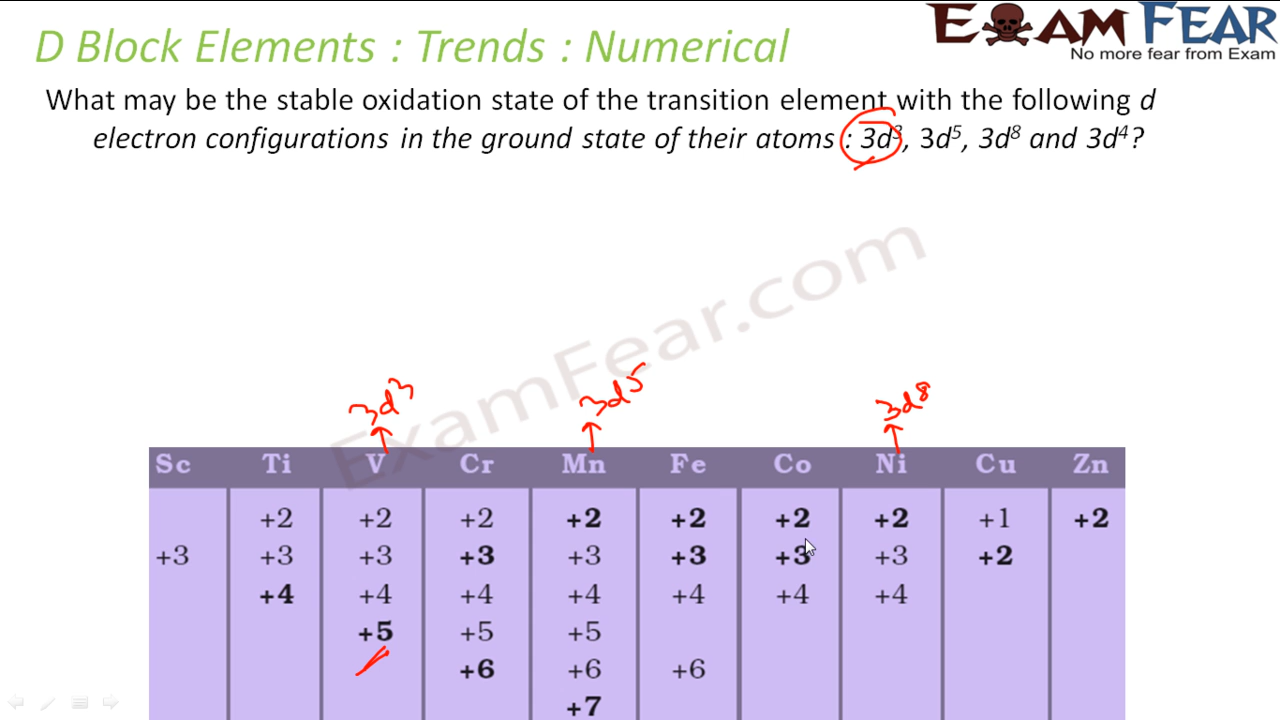 D Block Elements : Trends : Numerical
EXAM FEAR
No more fear from Exam
What may be the stable oxidation state of the transition element with the following d
electron configurations in the ground state of their atoms : 3d³, 3d⁵, 3d⁸ and 3d⁴?
ExamFear.com
3d³ 3d⁵ 3d⁸
Sc Ti V Cr Mn Fe Co Ni Cu Zn
+2 +2 +2 +2 +2 +2 +2 +1 +2
+3 +3 +3 +3 +3 +3 +3 +3 +2
+4 +4 +4 +4 +4 +4 +4
+5 +5 +5
+6 +6 +6
+7